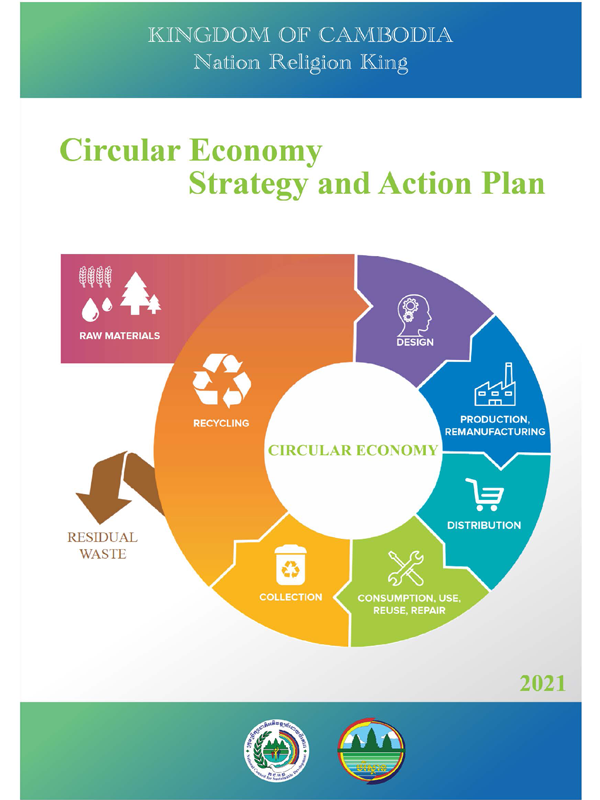 KINGDOM OF CAMBODIA
Nation Religion King
Circular Economy
Strategy and Action Plan
RAW MATERIALS
DESIGN
RECYCLING
PRODUCTION,
REMANUFACTURING
CIRCULAR ECONOMY
DISTRIBUTION
RESIDUAL
WASTE
COLLECTION
CONSUMPTION, USE,
REUSE, REPAIR
2021